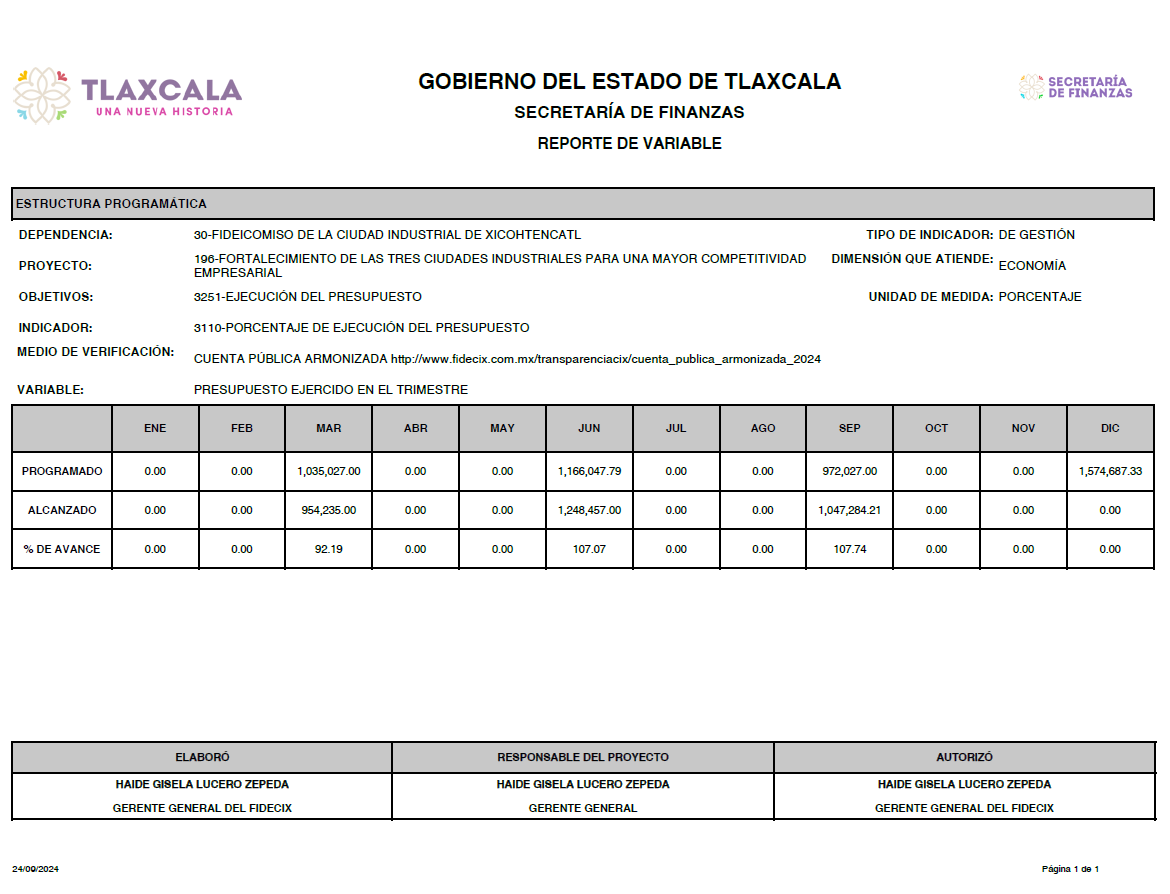 TLAXCALA
UNA NUEVA HISTORIA
GOBIERNO DEL ESTADO DE TLAXCALA
SECRETARÍA DE FINANZAS
REPORTE DE VARIABLE
SECRETARÍA
DE FINANZAS
ESTRUCTURA PROGRAMÁTICA
DEPENDENCIA: 30-FIDEICOMISO DE LA CIUDAD INDUSTRIAL DE XICOHTENCATL TIPO DE INDICADOR: DE GESTIÓN
PROYECTO: 196-FORTALECIMIENTO DE LAS TRES CIUDADES INDUSTRIALES PARA UNA MAYOR COMPETITIVIDAD
EMPRESARIAL DIMENSIÓN QUE ATIENDE: ECONOMÍA
OBJETIVOS: 3251-EJECUCIÓN DEL PRESUPUESTO UNIDAD DE MEDIDA: PORCENTAJE
INDICADOR: 3110-PORCENTAJE DE EJECUCIÓN DEL PRESUPUESTO
MEDIO DE VERIFICACIÓN: CUENTA PÚBLICA ARMONIZADA http://www.fidecix.com.mx/transparenciacix/cuenta_publica_armonizada_2024
VARIABLE: PRESUPUESTO EJERCIDO EN EL TRIMESTRE
ENE FEB MAR ABR MAY JUN JUL AGO SEP OCT NOV DIC
PROGRAMADO 0.00 0.00 1,035,027.00 0.00 0.00 1,166,047.79 0.00 0.00 972,027.00 0.00 0.00 1,574,687.33
ALCANZADO 0.00 0.00 954,235.00 0.00 0.00 1,248,457.00 0.00 0.00 1,047,284.21 0.00 0.00 0.00
% DE AVANCE 0.00 0.00 92.19 0.00 0.00 107.07 0.00 0.00 107.74 0.00 0.00 0.00
ELABORÓ RESPONSABLE DEL PROYECTO AUTORIZÓ
HAIDE GISELA LUCERO ZEPEDA HAIDE GISELA LUCERO ZEPEDA HAIDE GISELA LUCERO ZEPEDA
GERENTE GENERAL DEL FIDECIX GERENTE GENERAL GERENTE GENERAL DEL FIDECIX
24/09/2024 Página 1 de 1